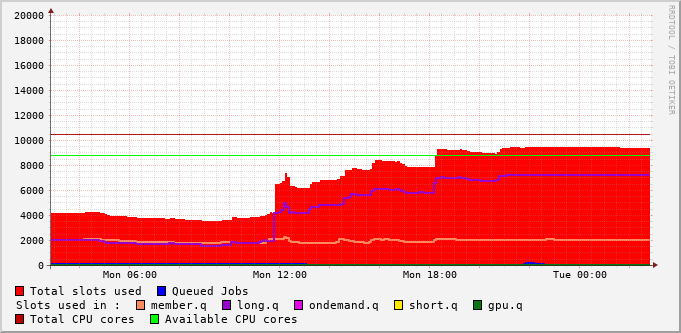 20000
18000
16000
14000
12000
10000
8000
6000
4000
2000
0
Mon 06:00 Mon 12:00 Mon 18:00 Tue 00:00
RRDTOOL / TOBI OETIKER
Total slots used Queued Jobs
Slots used in : member.q long.q ondemand.q short.q gpu.q
Total CPU cores Available CPU cores